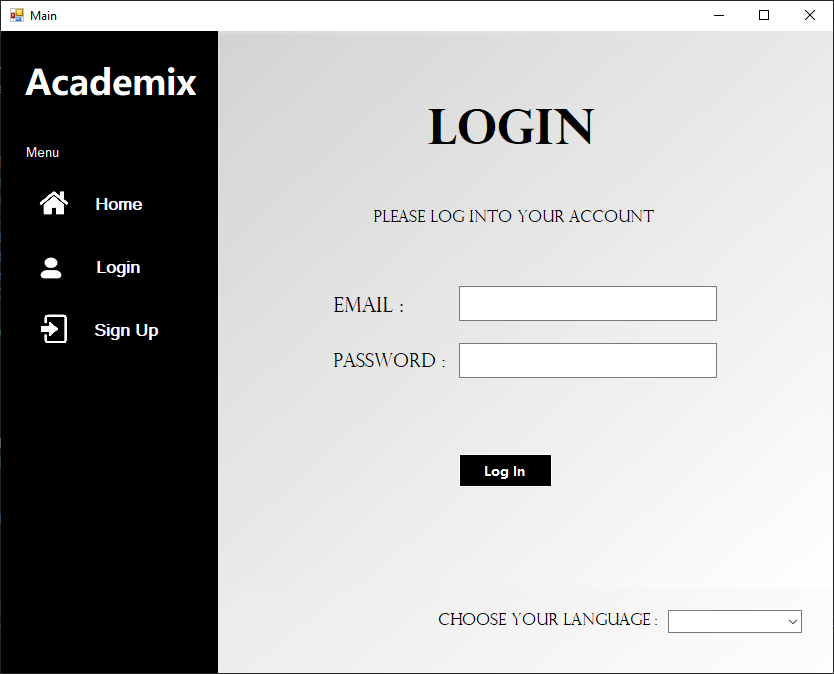 Main
Academix
Menu
Home
Login
Sign Up
LOGIN
PLEASE LOG INTO YOUR ACCOUNT
EMAIL :
PASSWORD :
Log In
CHOOSE YOUR LANGUAGE :